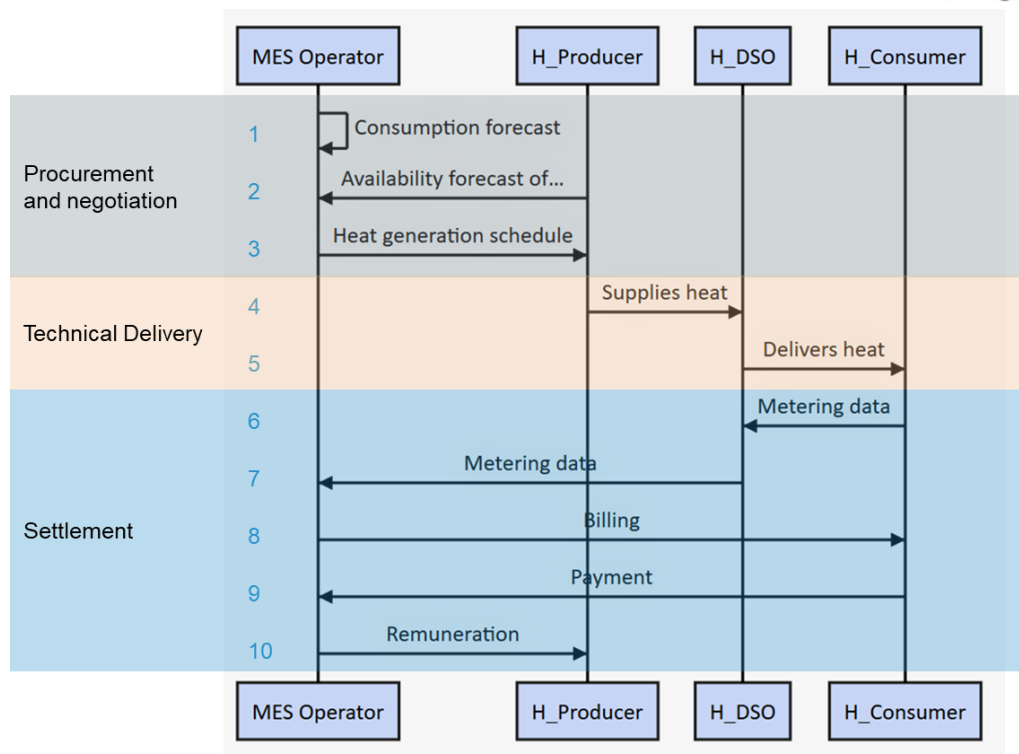 MES Operator
H_Producer
H_DSO
H_Consumer
Procurement
and negotiation
1
Consumption forecast
2
Availability forecast of...
3
Heat generation schedule
Technical Delivery
4
Supplies heat
5
Delivers heat
Settlement
6
Metering data
7
Metering data
8
Billing
9
Payment
10
Remuneration
MES Operator
H_Producer
H_DSO
H_Consumer